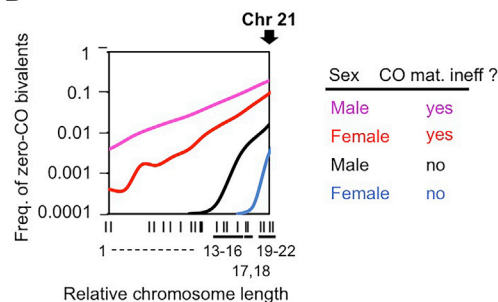 Chr 21
Freq. of zero-CO bivalents
1
0.1
0.01
0.001
0.0001
1 ---------------- 13-16 19-22
17,18
Relative chromosome length
Sex CO mat. ineff ?
Male yes
Female yes
Male no
Female no